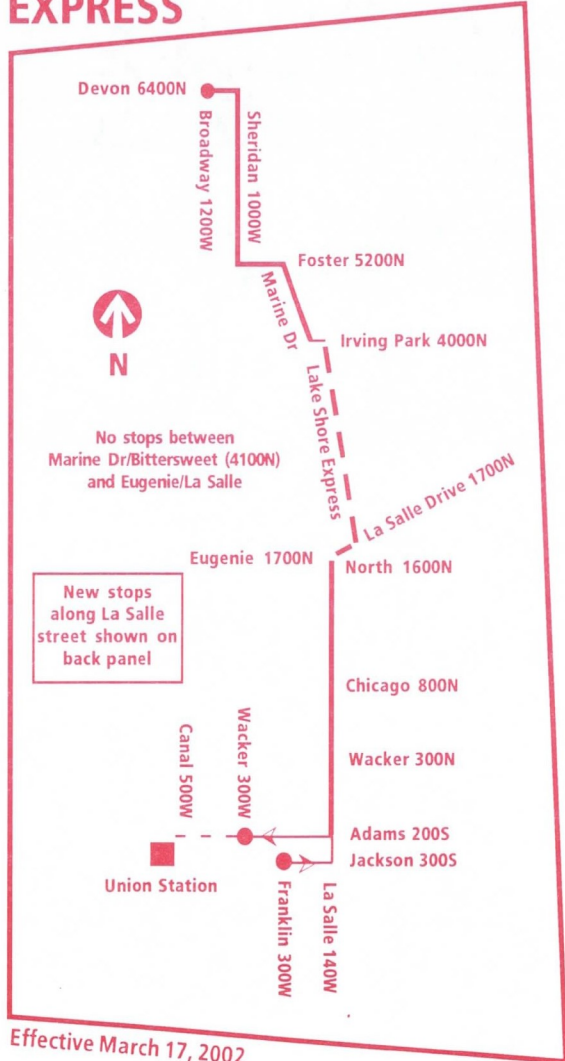 EXPRESS
Devon 6400N
Broadway 1200W
Sheridan 1000W
Foster 5200N
Marine Dr
Irving Park 4000N
N
Lake Shore Express
No stops between
Marine Dr/Bittersweet (4100N)
and Eugenie/La Salle
La Salle Drive 1700N
Eugenie 1700N
North 1600N
New stops
along La Salle
street shown on
back panel
Chicago 800N
Canal 500W
Wacker 300W
Wacker 300N
Adams 200S
Jackson 300S
Union Station
Franklin 300W
La Salle 140W
Effective March 17, 2002